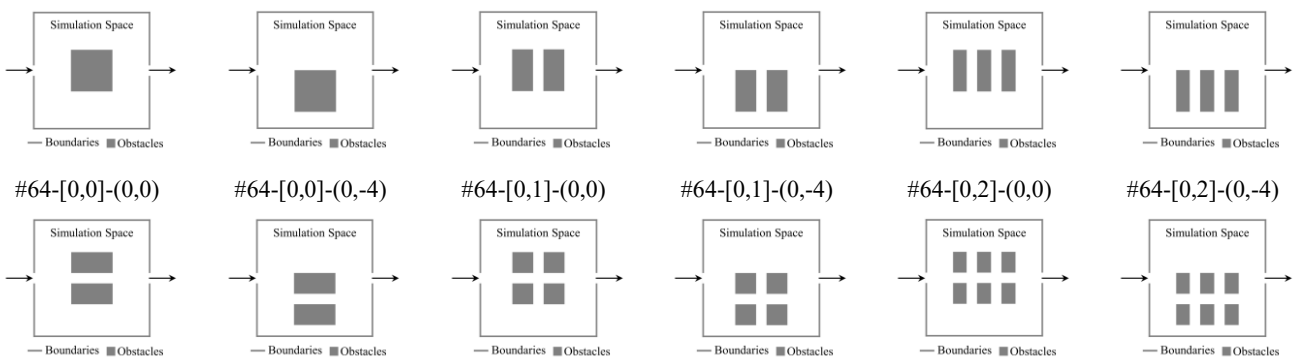 Simulation Space Simulation Space Simulation Space Simulation Space Simulation Space Simulation Space
Boundaries Obstacles Boundaries Obstacles Boundaries Obstacles Boundaries Obstacles Boundaries Obstacles Boundaries Obstacles
#64-[0,0]-(0,0) #64-[0,0]-(0,-4) #64-[0,1]-(0,0) #64-[0,1]-(0,-4) #64-[0,2]-(0,0) #64-[0,2]-(0,-4)
Simulation Space Simulation Space Simulation Space Simulation Space Simulation Space Simulation Space
Boundaries Obstacles Boundaries Obstacles Boundaries Obstacles Boundaries Obstacles Boundaries Obstacles Boundaries Obstacles